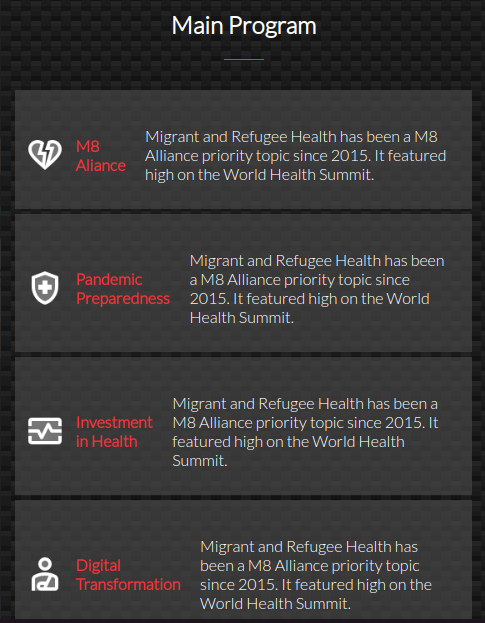 Main Program
M8
Aliance
Migrant and Refugee Health has been a M8
Alliance priority topic since 2015. It featured
high on the World Health Summit.
Pandemic
Preparedness
Migrant and Refugee Health has been
a M8 Alliance priority topic since
2015. It featured high on the World
Health Summit.
Investment
in Health
Migrant and Refugee Health has been a
M8 Alliance priority topic since 2015. It
featured high on the World Health
Summit.
Digital
Transformation
Migrant and Refugee Health has
been a M8 Alliance priority topic
since 2015. It featured high on the
World Health Summit.